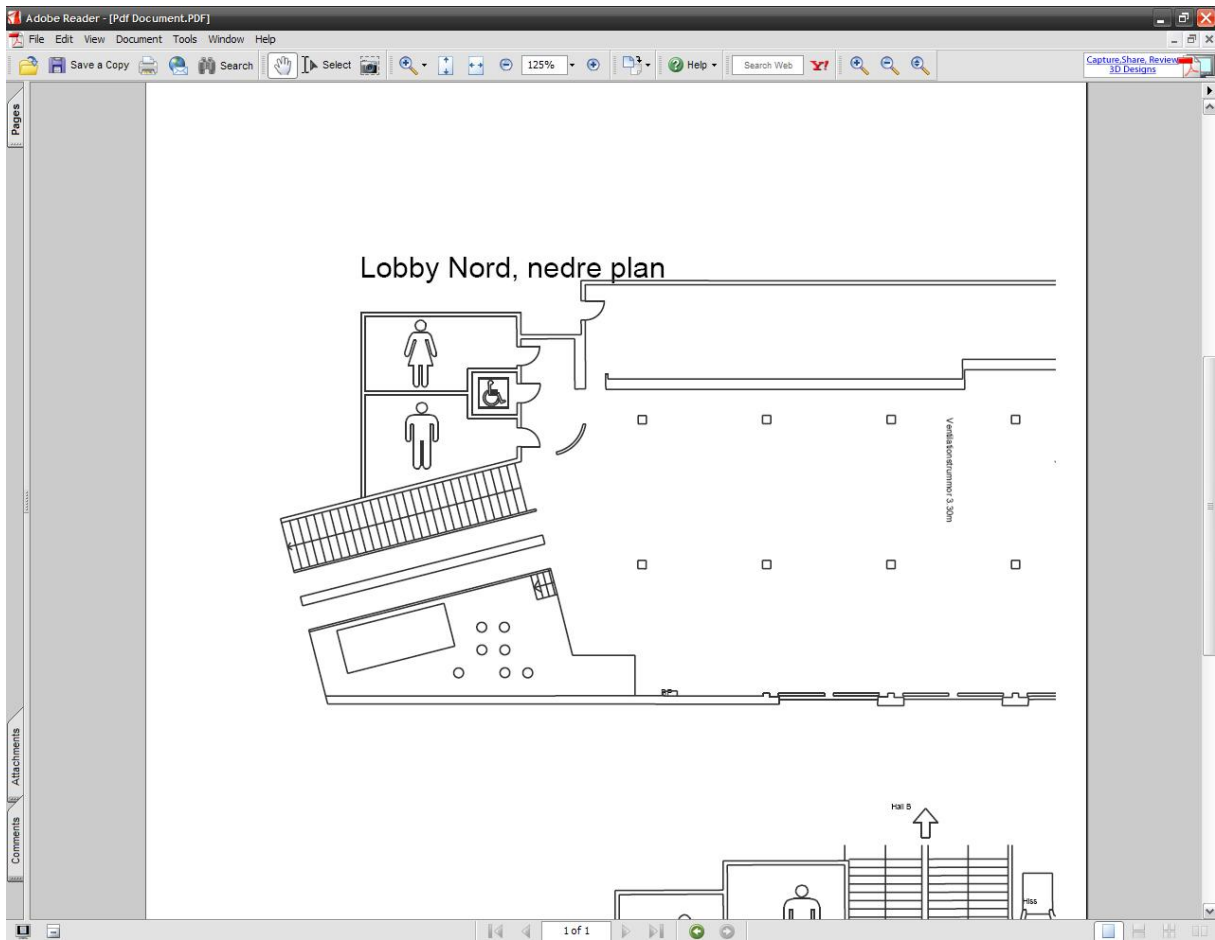 Adobe Reader - [Pdf Document.PDF]
File Edit View Document Tools Window Help
Save a Copy Search Select 125% Help Search Web Y!
Capture,Share, Review
3D Designs
Pages
Lobby Nord, nedre plan
Ventilationstrummor 3.30m
Attachments
Comments
Hall B
Hiss
1 of 1